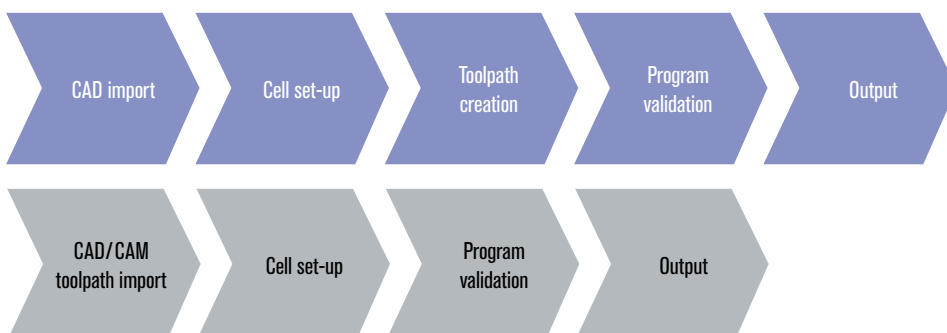 CAD import
Cell set-up
Toolpath
creation
Program
validation
Output
CAD/CAM
toolpath import
Cell set-up
Program
validation
Output